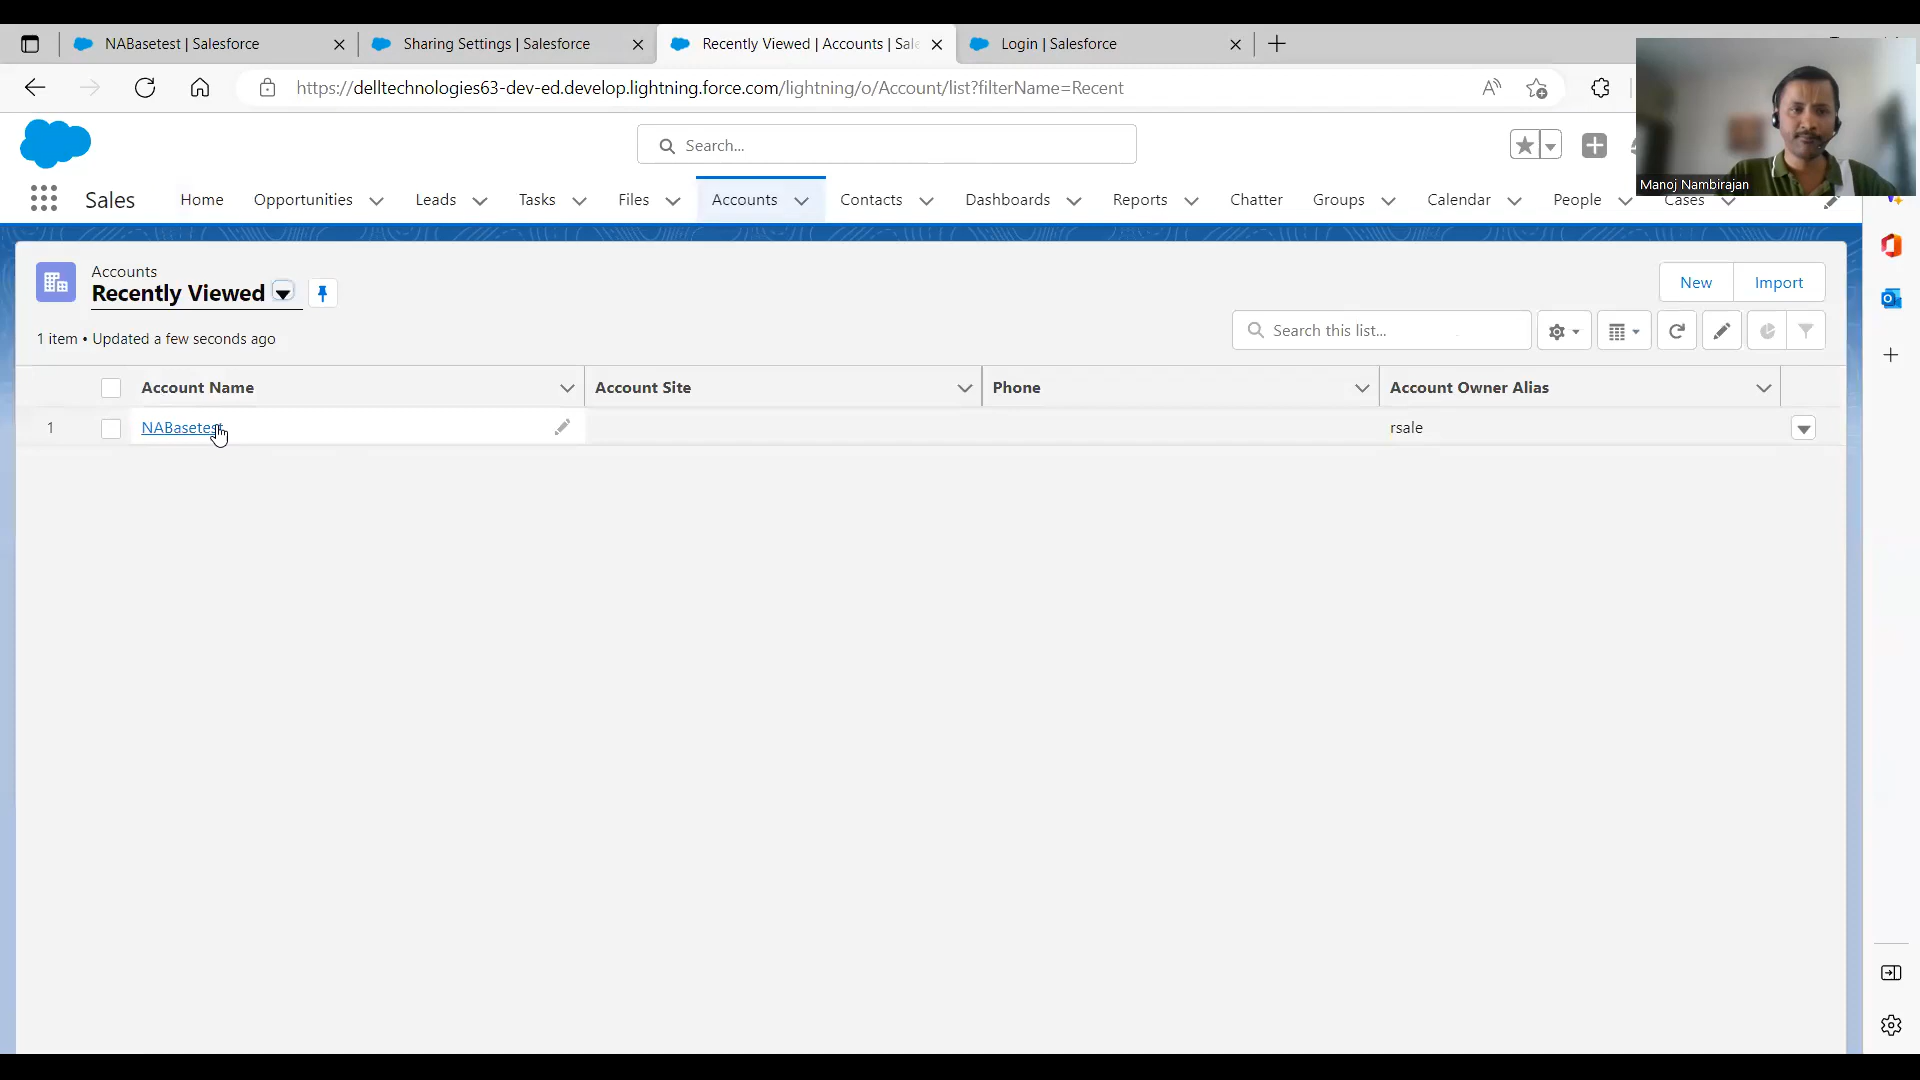 NABasetest | Salesforce
Sharing Settings | Salesforce
Recently Viewed | Accounts | Sale
Login | Salesforce
https://delltechnologies63-dev-ed.develop.lightning.force.com/lightning/o/Account/list?filterName=Recent
Search...
Manoj Nambirajan
Sales
Home
Opportunities
Leads
Tasks
Files
Accounts
Contacts
Dashboards
Reports
Chatter
Groups
Calendar
People
Cases
Accounts
Recently Viewed
New
Import
1 item • Updated a few seconds ago
Search this list...
Account Name
Account Site
Phone
Account Owner Alias
1
NABasetest
rsale